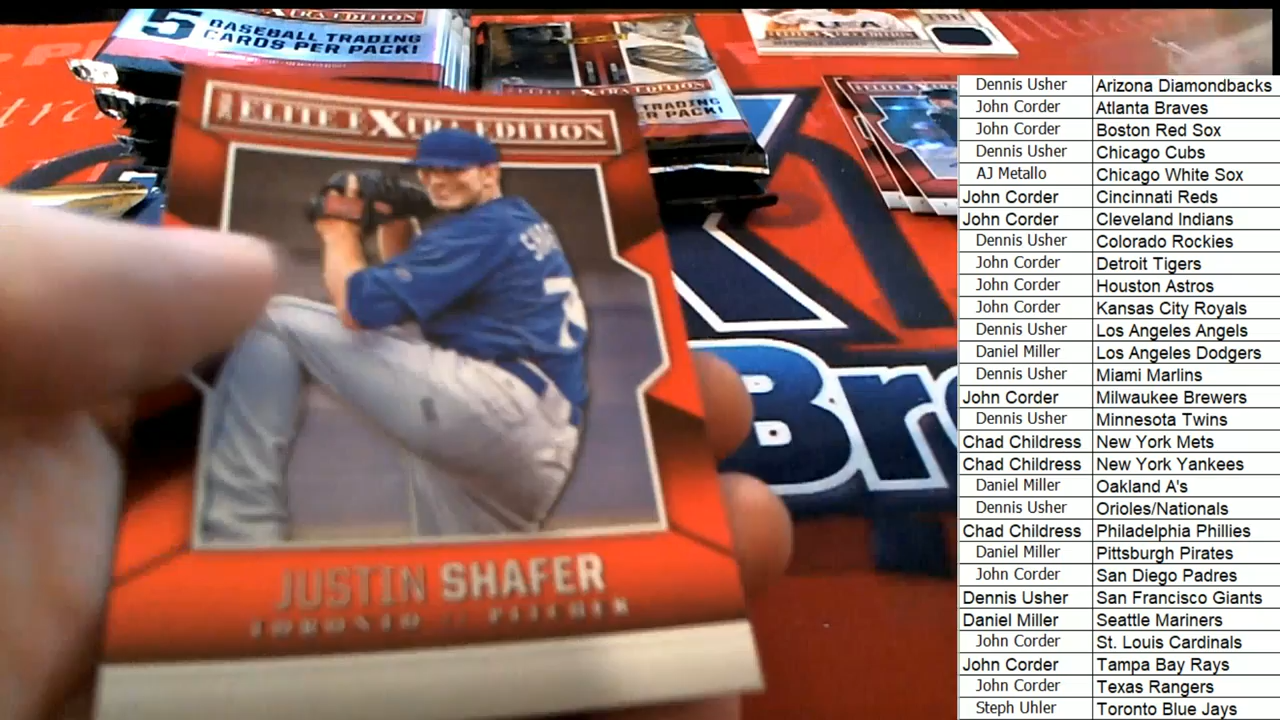 5 BASEBALL TRADING
CARDS PER PACK!
USA
ELITE EXTRA EDITION
TRADING
R PACK!
ELITE EXTRA EDITION
JUSTIN SHAFER
TORONTO PITCHER
Br
Dennis Usher Arizona Diamondbacks
John Corder Atlanta Braves
John Corder Boston Red Sox
Dennis Usher Chicago Cubs
AJ Metallo Chicago White Sox
John Corder Cincinnati Reds
John Corder Cleveland Indians
Dennis Usher Colorado Rockies
John Corder Detroit Tigers
John Corder Houston Astros
John Corder Kansas City Royals
Dennis Usher Los Angeles Angels
Daniel Miller Los Angeles Dodgers
Dennis Usher Miami Marlins
John Corder Milwaukee Brewers
Dennis Usher Minnesota Twins
Chad Childress New York Mets
Chad Childress New York Yankees
Daniel Miller Oakland A's
Dennis Usher Orioles/Nationals
Chad Childress Philadelphia Phillies
Daniel Miller Pittsburgh Pirates
John Corder San Diego Padres
Dennis Usher San Francisco Giants
Daniel Miller Seattle Mariners
John Corder St. Louis Cardinals
John Corder Tampa Bay Rays
John Corder Texas Rangers
Steph Uhler Toronto Blue Jays